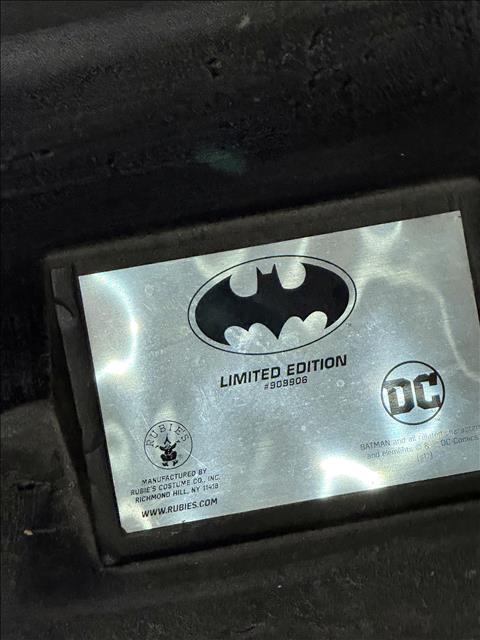 LIMITED EDITION
#909906
DC
RUBIE'S
MANUFACTURED BY
RUBIE'S COSTUME CO., INC.
RICHMOND HILL, NY 11418
WWW.RUBIES.COM
BATMAN and all related characters
and elements © & ™ DC Comics.